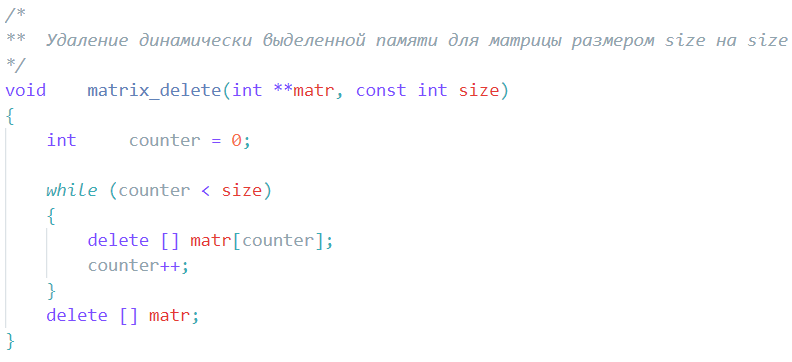 /*
**  Удаление динамически выделенной памяти для матрицы размером size на size
*/
void    matrix_delete(int **matr, const int size)
{
    int     counter = 0;

    while (counter < size)
    {
        delete [] matr[counter];
        counter++;
    }
    delete [] matr;
}